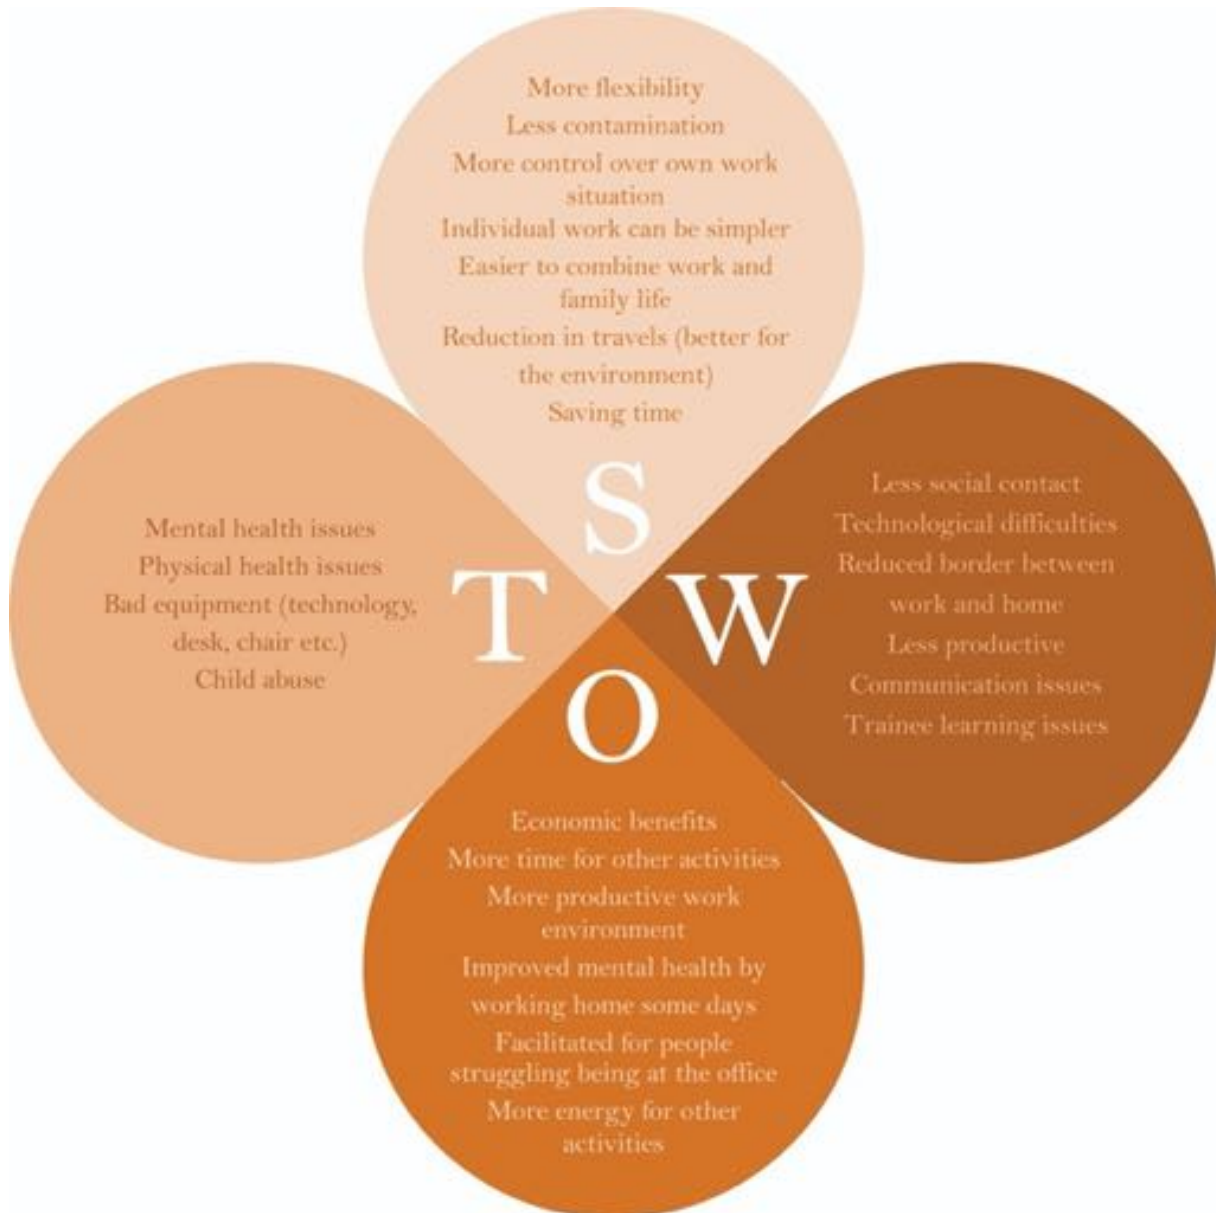 More flexibility
Less contamination
More control over own work
situation
Individual work can be simpler
Easier to combine work and
family life
Reduction in travels (better for
the environment)
Saving time
S
Less social contact
Technological difficulties
Reduced border between
work and home
Less productive
Communication issues
Trainee learning issues
W
Mental health issues
Physical health issues
Bad equipment (technology,
desk, chair etc.)
Child abuse
T
O
Economic benefits
More time for other activities
More productive work
environment
Improved mental health by
working home some days
Facilitated for people
struggling being at the office
More energy for other
activities